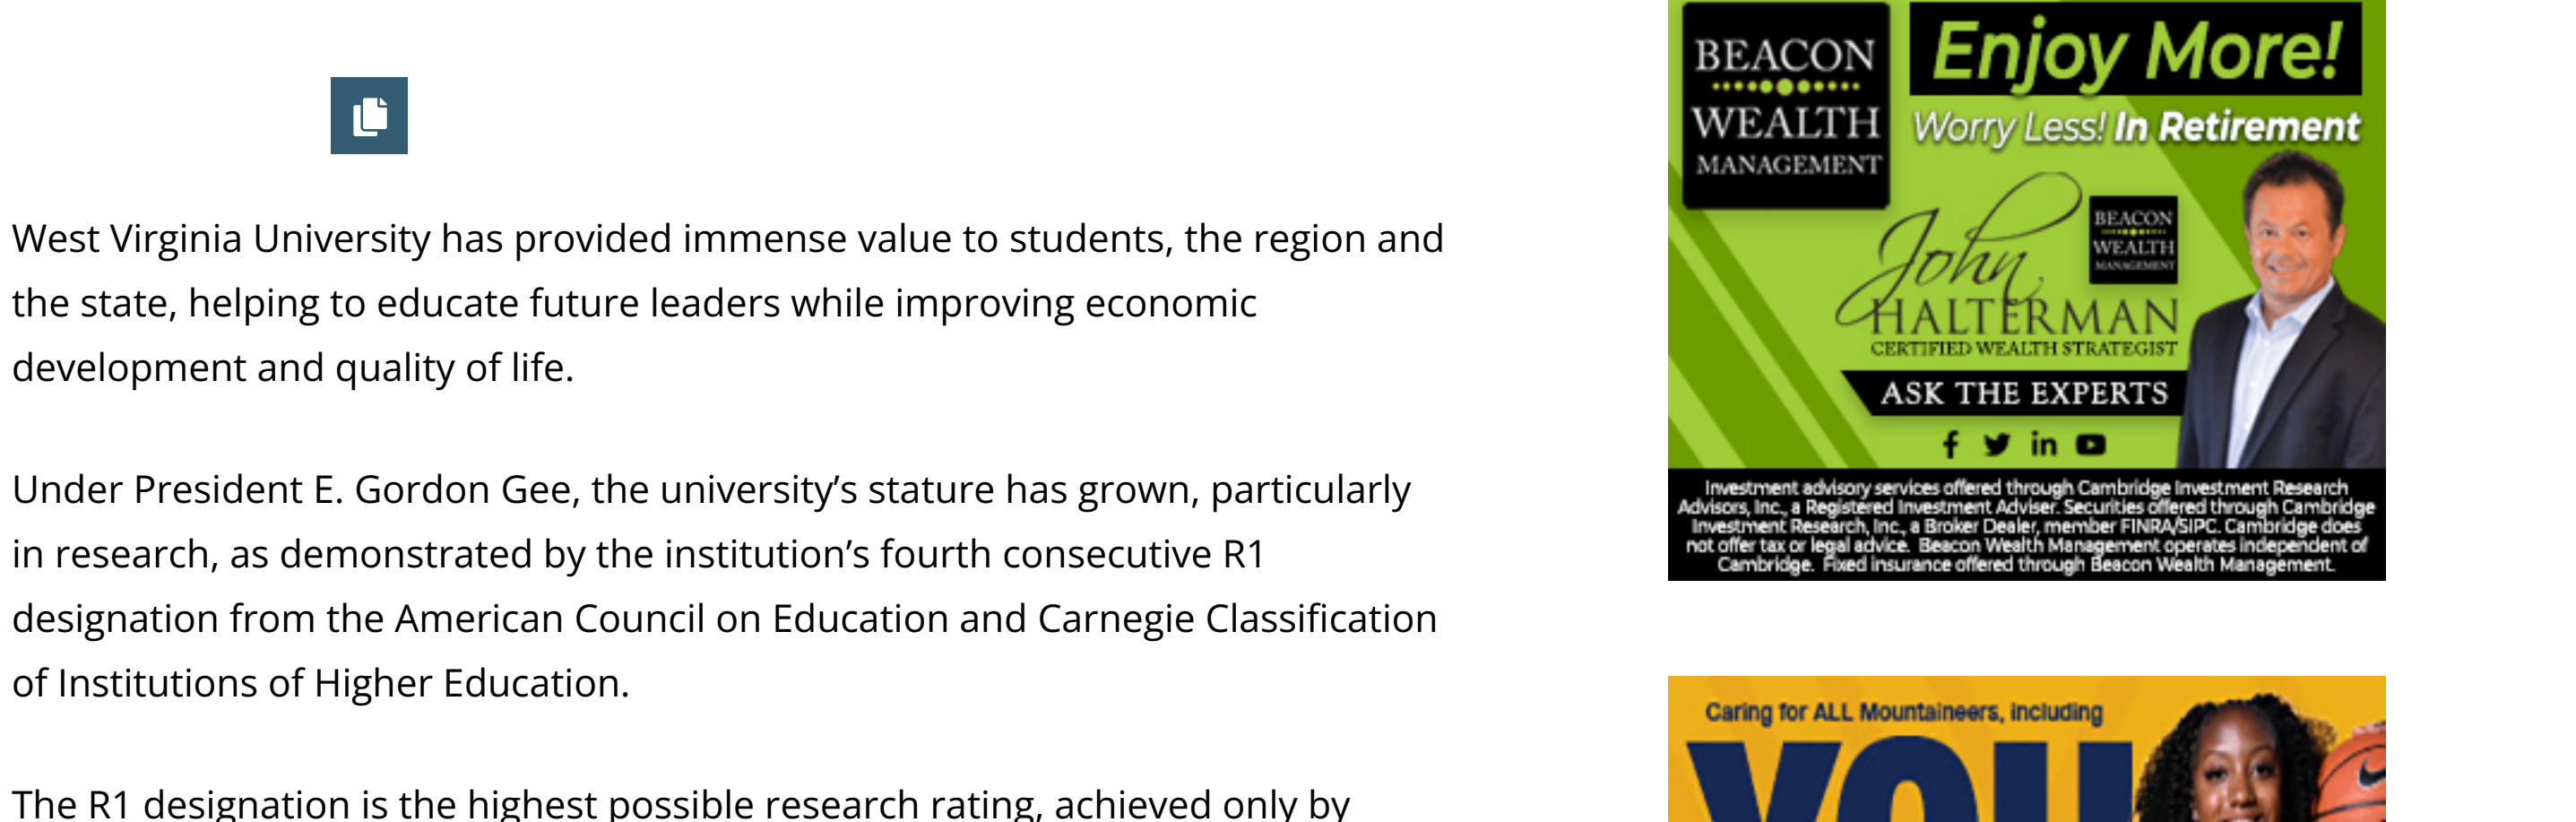 West Virginia University has provided immense value to students, the region and
the state, helping to educate future leaders while improving economic
development and quality of life.
Under President E. Gordon Gee, the university’s stature has grown, particularly
in research, as demonstrated by the institution’s fourth consecutive R1
designation from the American Council on Education and Carnegie Classification
of Institutions of Higher Education.
The R1 designation is the highest possible research rating, achieved only by
BEACON
WEALTH
MANAGEMENT
Enjoy More!
Worry Less! In Retirement
John
HALTERMAN
CERTIFIED WEALTH STRATEGIST
BEACON
WEALTH
MANAGEMENT
ASK THE EXPERTS
Investment advisory services offered through Cambridge Investment Research
Advisors, Inc., a Registered Investment Adviser. Securities offered through Cambridge
Investment Research, Inc., a Broker Dealer, member FINRA/SIPC. Cambridge does
not offer tax or legal advice. Beacon Wealth Management operates independent of
Cambridge. Fixed insurance offered through Beacon Wealth Management.
Caring for ALL Mountaineers, including
YOU